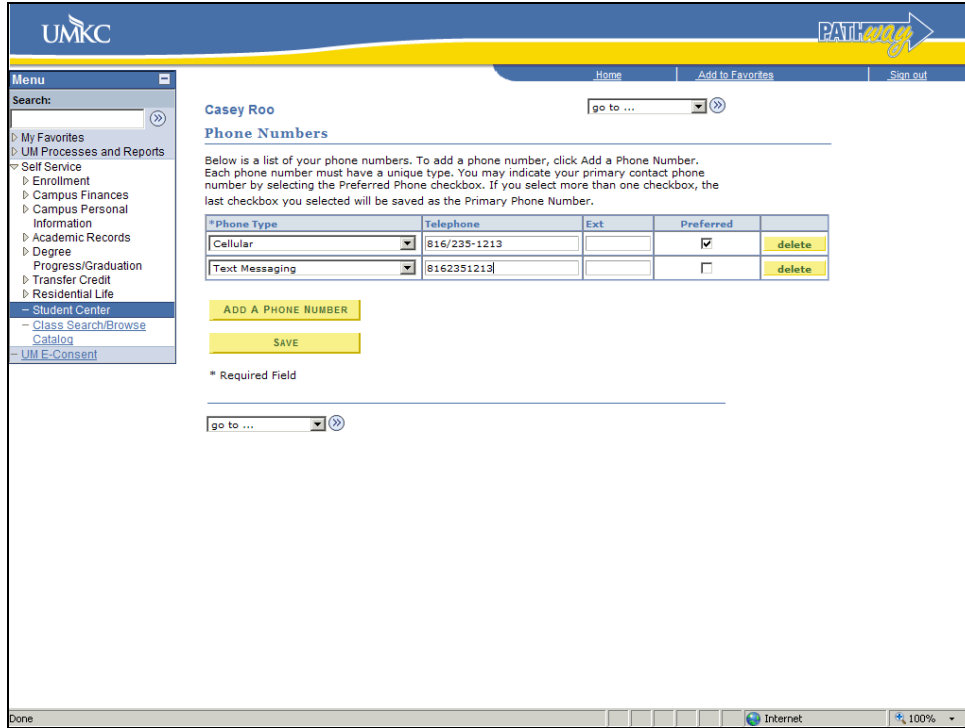 UMKC
PATHway
Home
Add to Favorites
Sign out
Menu
Search:
My Favorites
UM Processes and Reports
Self Service
Enrollment
Campus Finances
Campus Personal
Information
Academic Records
Degree
Progress/Graduation
Transfer Credit
Residential Life
– Student Center
– Class Search/Browse
Catalog
– UM E-Consent
Casey Roo
go to ...
Phone Numbers
Below is a list of your phone numbers. To add a phone number, click Add a Phone Number.
Each phone number must have a unique type. You may indicate your primary contact phone
number by selecting the Preferred Phone checkbox. If you select more than one checkbox, the
last checkbox you selected will be saved as the Primary Phone Number.
*Phone Type Telephone Ext Preferred
Cellular 816/235-1213 delete
Text Messaging 8162351213 delete
ADD A PHONE NUMBER
SAVE
* Required Field
go to ...
Done
Internet
100%